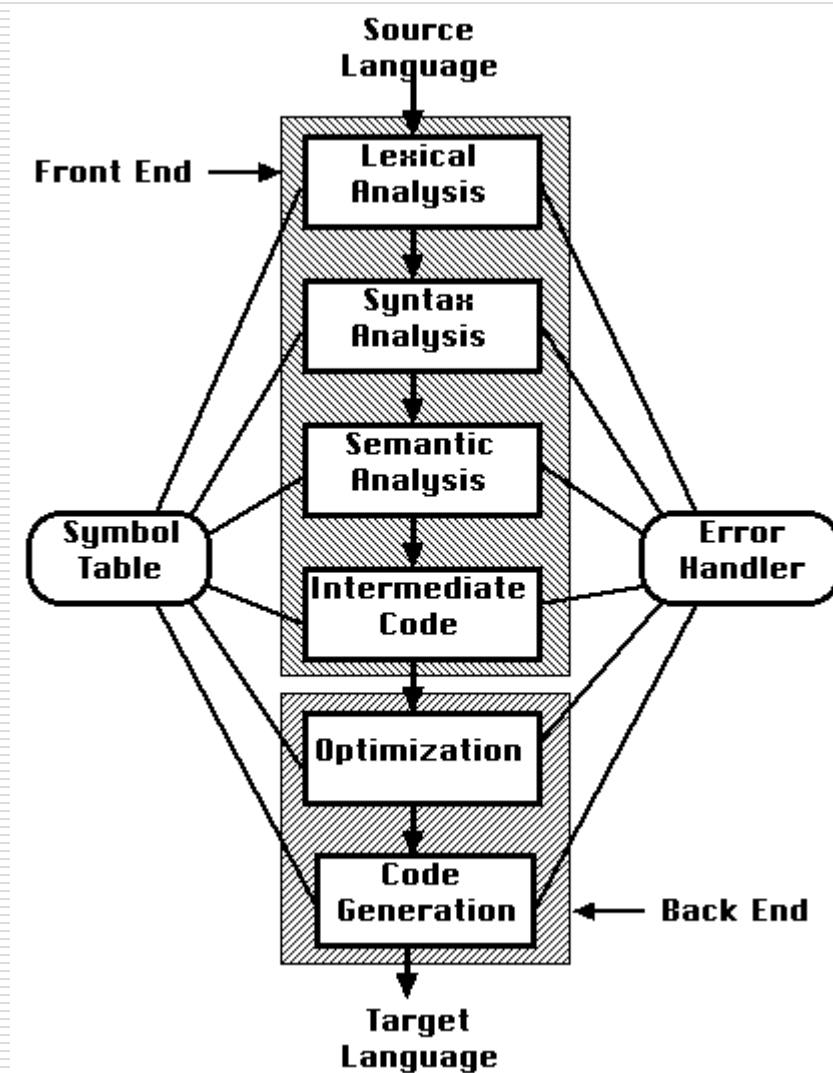 Source
Language
Front End
Lexical
Analysis
Syntax
Analysis
Semantic
Analysis
Symbol
Table
Error
Handler
Intermediate
Code
Optimization
Code
Generation
Back End
Target
Language